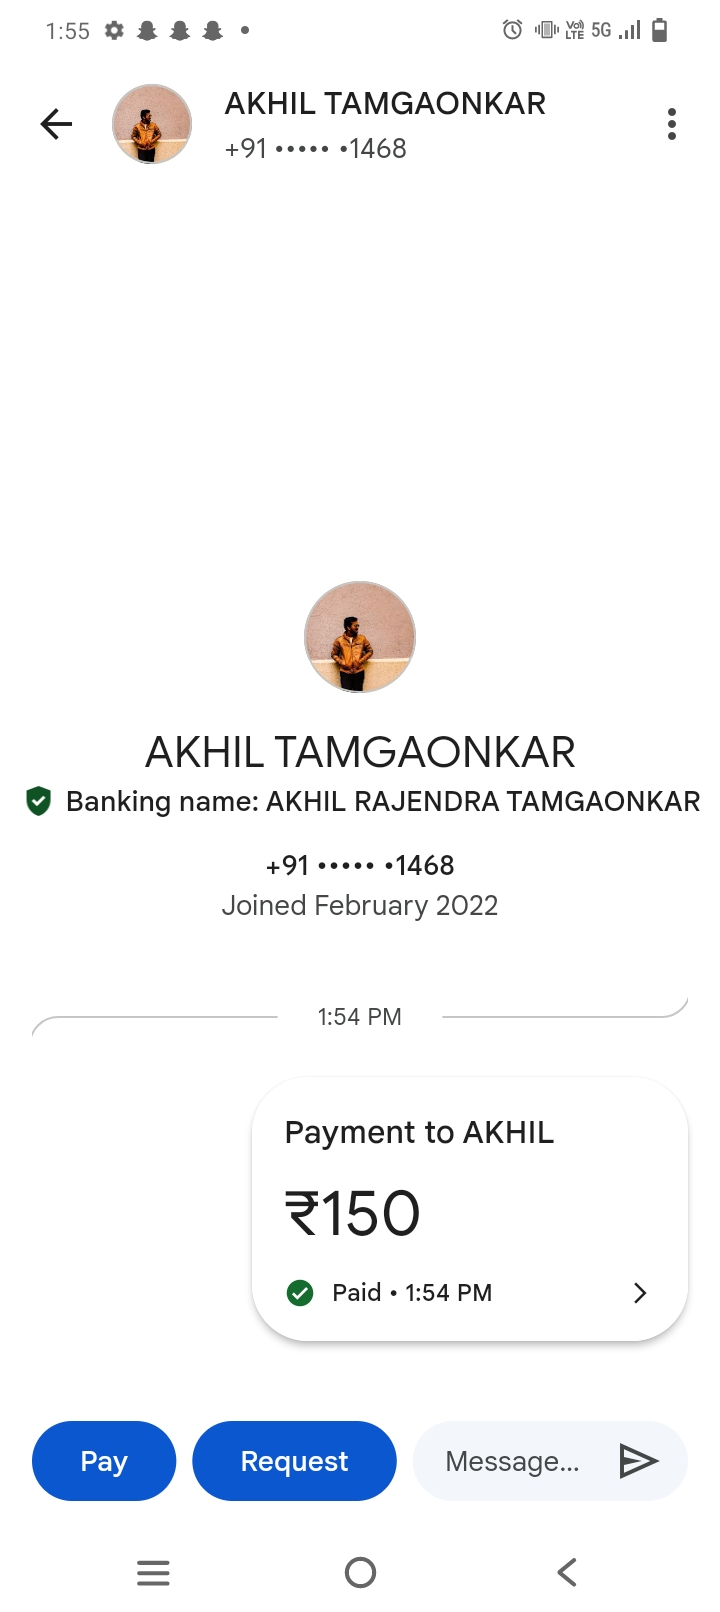 1:55
Vo)) LTE 5G
AKHIL TAMGAONKAR
+91 ••••• •1468
AKHIL TAMGAONKAR
Banking name: AKHIL RAJENDRA TAMGAONKAR
+91 ••••• •1468
Joined February 2022
1:54 PM
Payment to AKHIL
₹150
Paid • 1:54 PM
Pay
Request
Message...